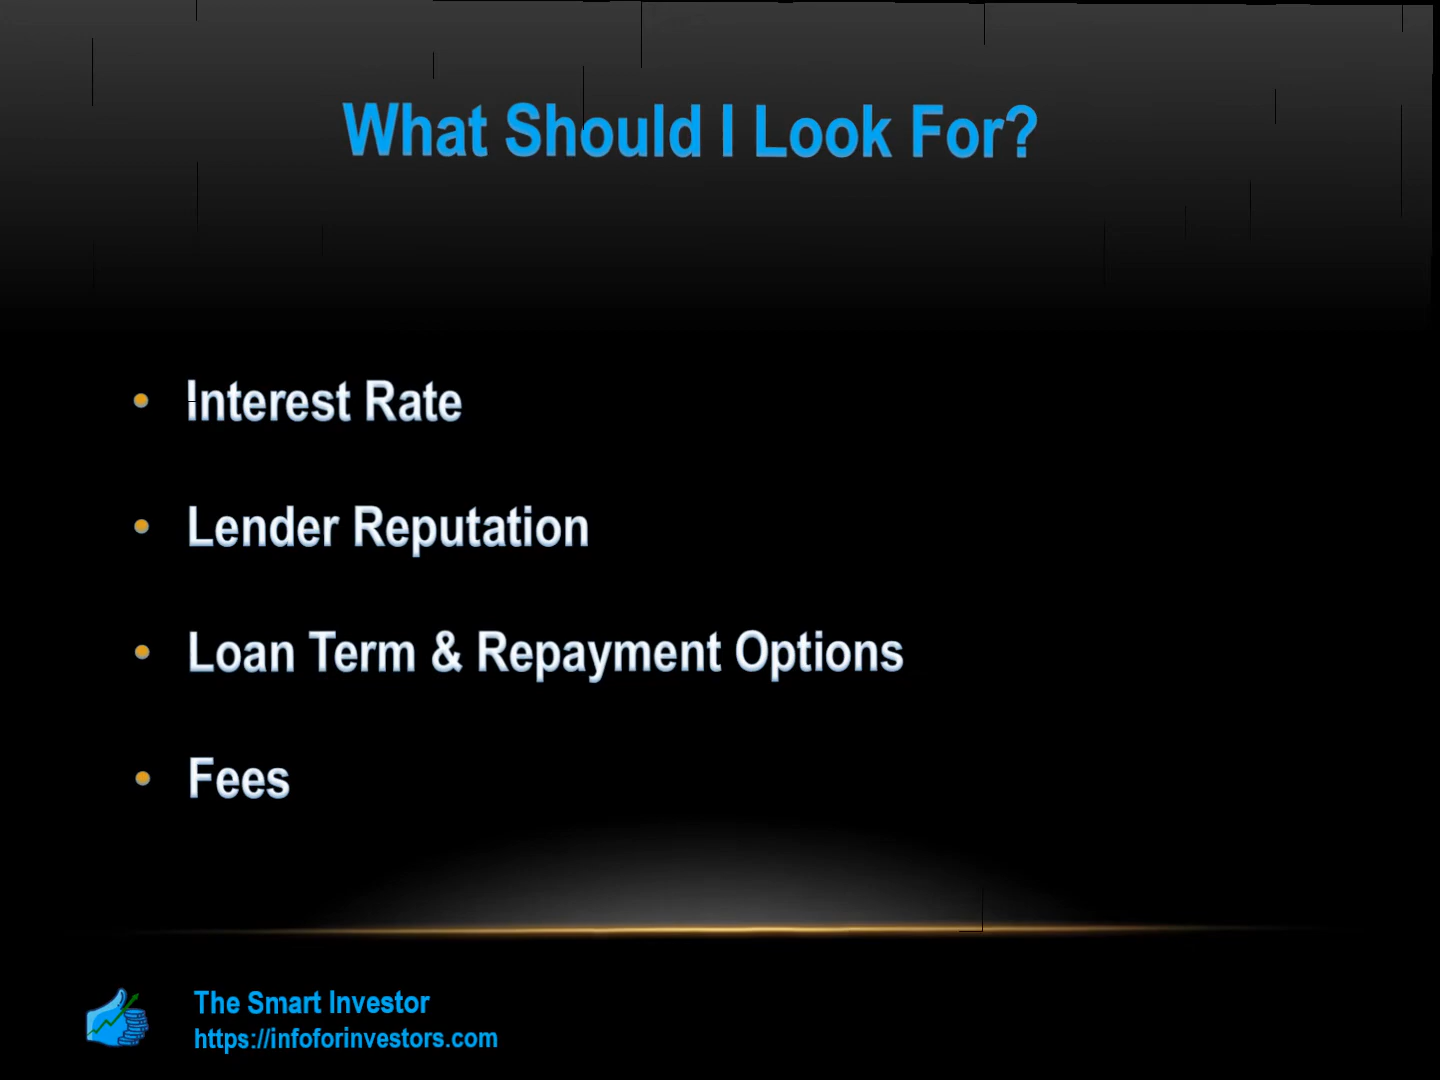 What Should I Look For?
Interest Rate
Lender Reputation
Loan Term & Repayment Options
Fees
The Smart Investor
https://infoforinvestors.com